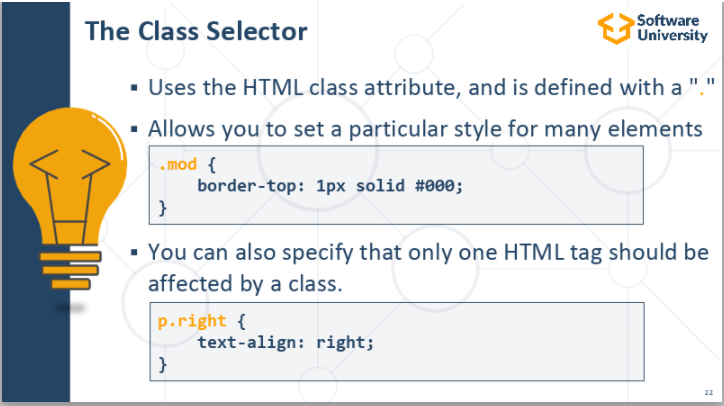 The Class Selector
Software
University
▪ Uses the HTML class attribute, and is defined with a "."
▪ Allows you to set a particular style for many elements
.mod {
    border-top: 1px solid #000;
}
▪ You can also specify that only one HTML tag should be
affected by a class.
p.right {
    text-align: right;
}
22